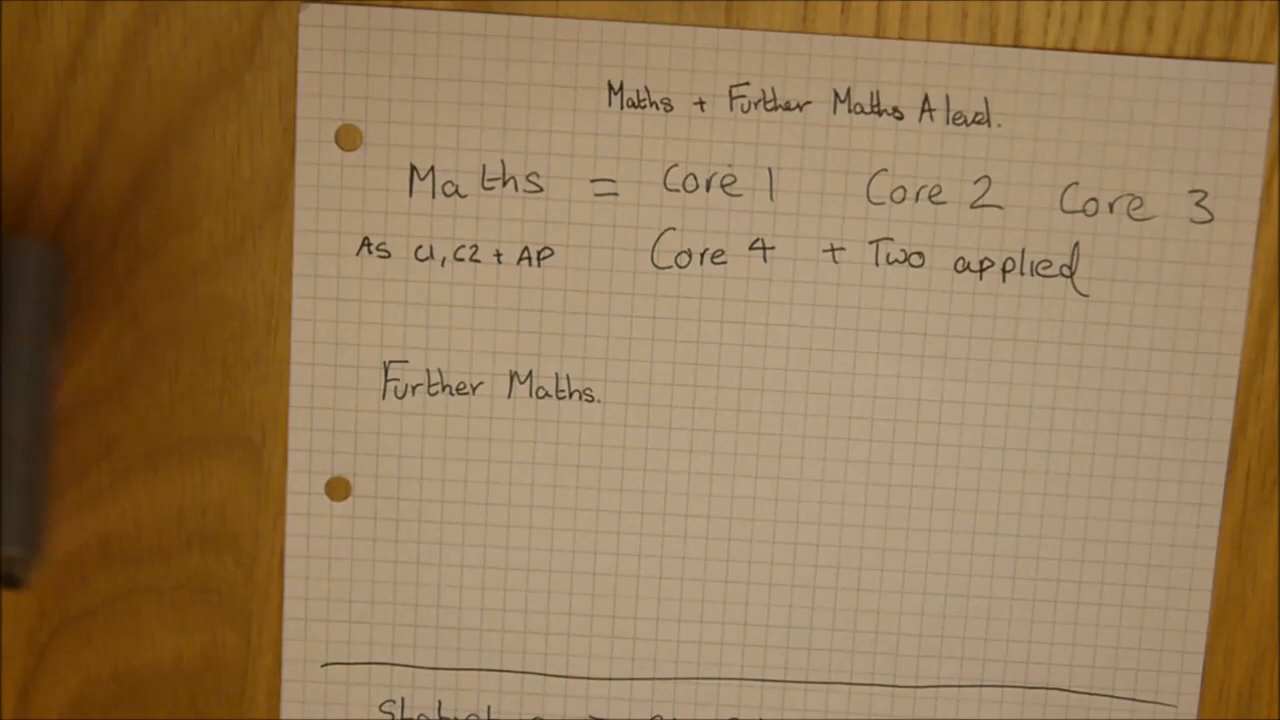 Maths + Further Maths A level.
Maths = Core 1 Core 2 Core 3
As C1, C2 + AP Core 4 + Two applied
Further Maths.